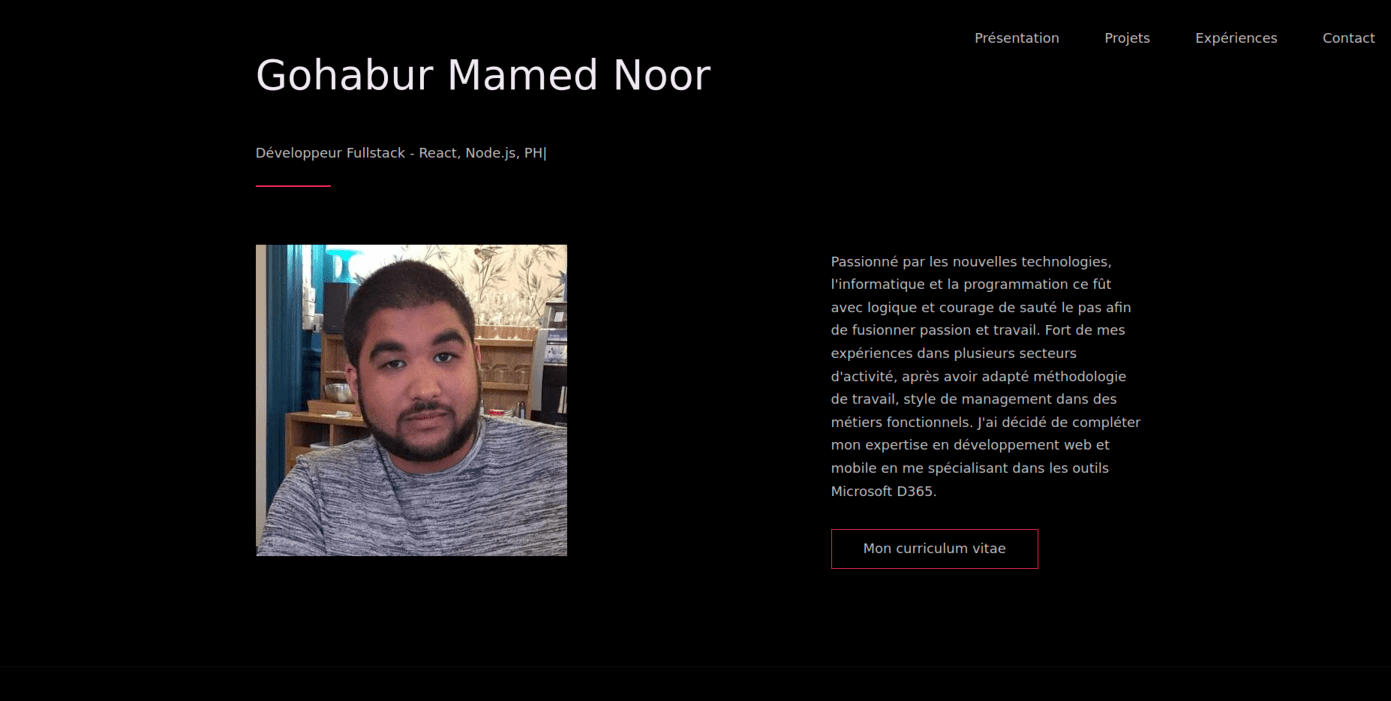 Présentation Projets Expériences Contact
Gohabur Mamed Noor
Développeur Fullstack - React, Node.js, PH|
Passionné par les nouvelles technologies,
l'informatique et la programmation ce fût
avec logique et courage de sauté le pas afin
de fusionner passion et travail. Fort de mes
expériences dans plusieurs secteurs
d'activité, après avoir adapté méthodologie
de travail, style de management dans des
métiers fonctionnels. J'ai décidé de compléter
mon expertise en développement web et
mobile en me spécialisant dans les outils
Microsoft D365.
Mon curriculum vitae